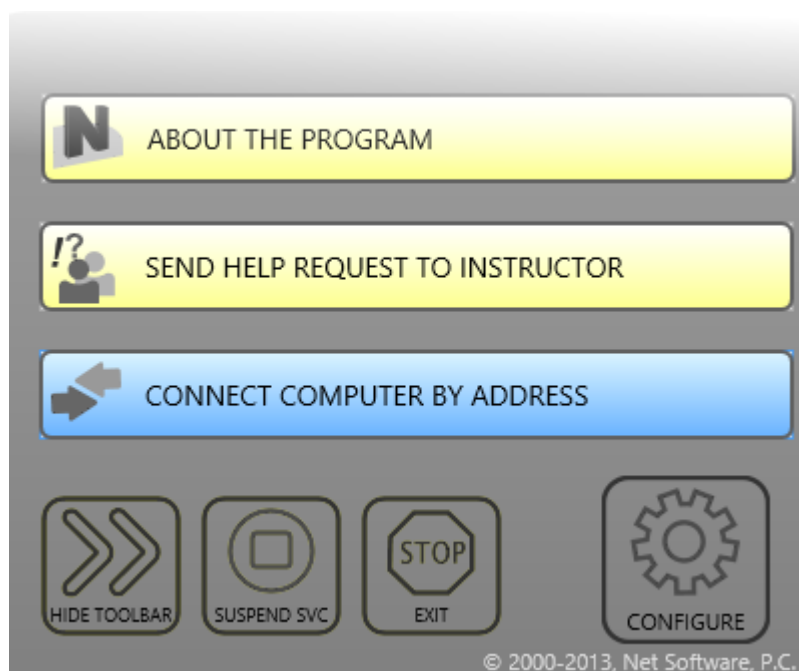 N
ABOUT THE PROGRAM
!?
SEND HELP REQUEST TO INSTRUCTOR
CONNECT COMPUTER BY ADDRESS
STOP
HIDE TOOLBAR
SUSPEND SVC
EXIT
CONFIGURE
© 2000-2013, Net Software, P.C.